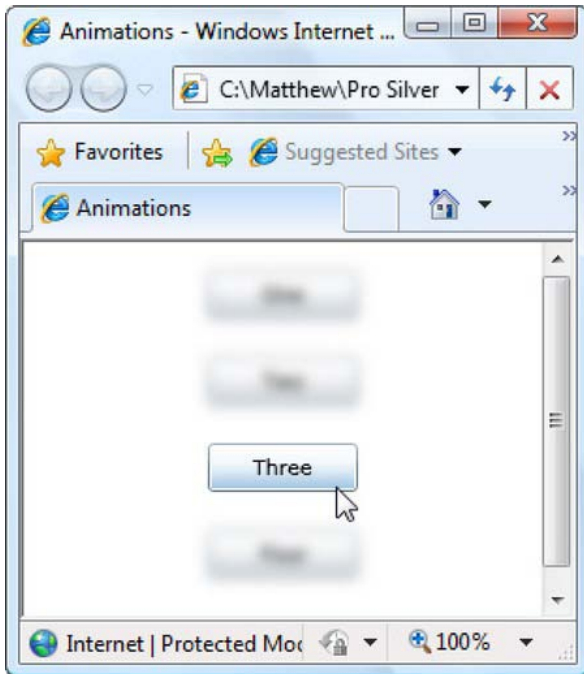 Animations - Windows Internet ...
C:\Matthew\Pro Silver
Favorites Suggested Sites
Animations
Three
Internet | Protected Moc 100%